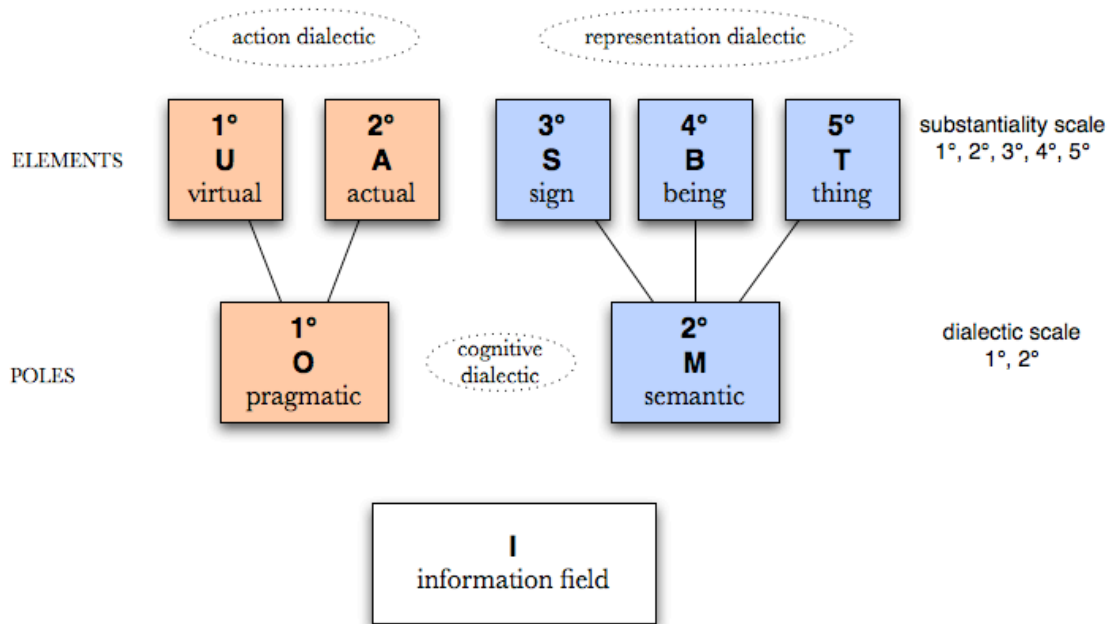 action dialectic
representation dialectic
ELEMENTS
1°
U
virtual
2°
A
actual
3°
S
sign
4°
B
being
5°
T
thing
substantiality scale
1°, 2°, 3°, 4°, 5°
POLES
1°
O
pragmatic
cognitive
dialectic
2°
M
semantic
dialectic scale
1°, 2°
I
information field